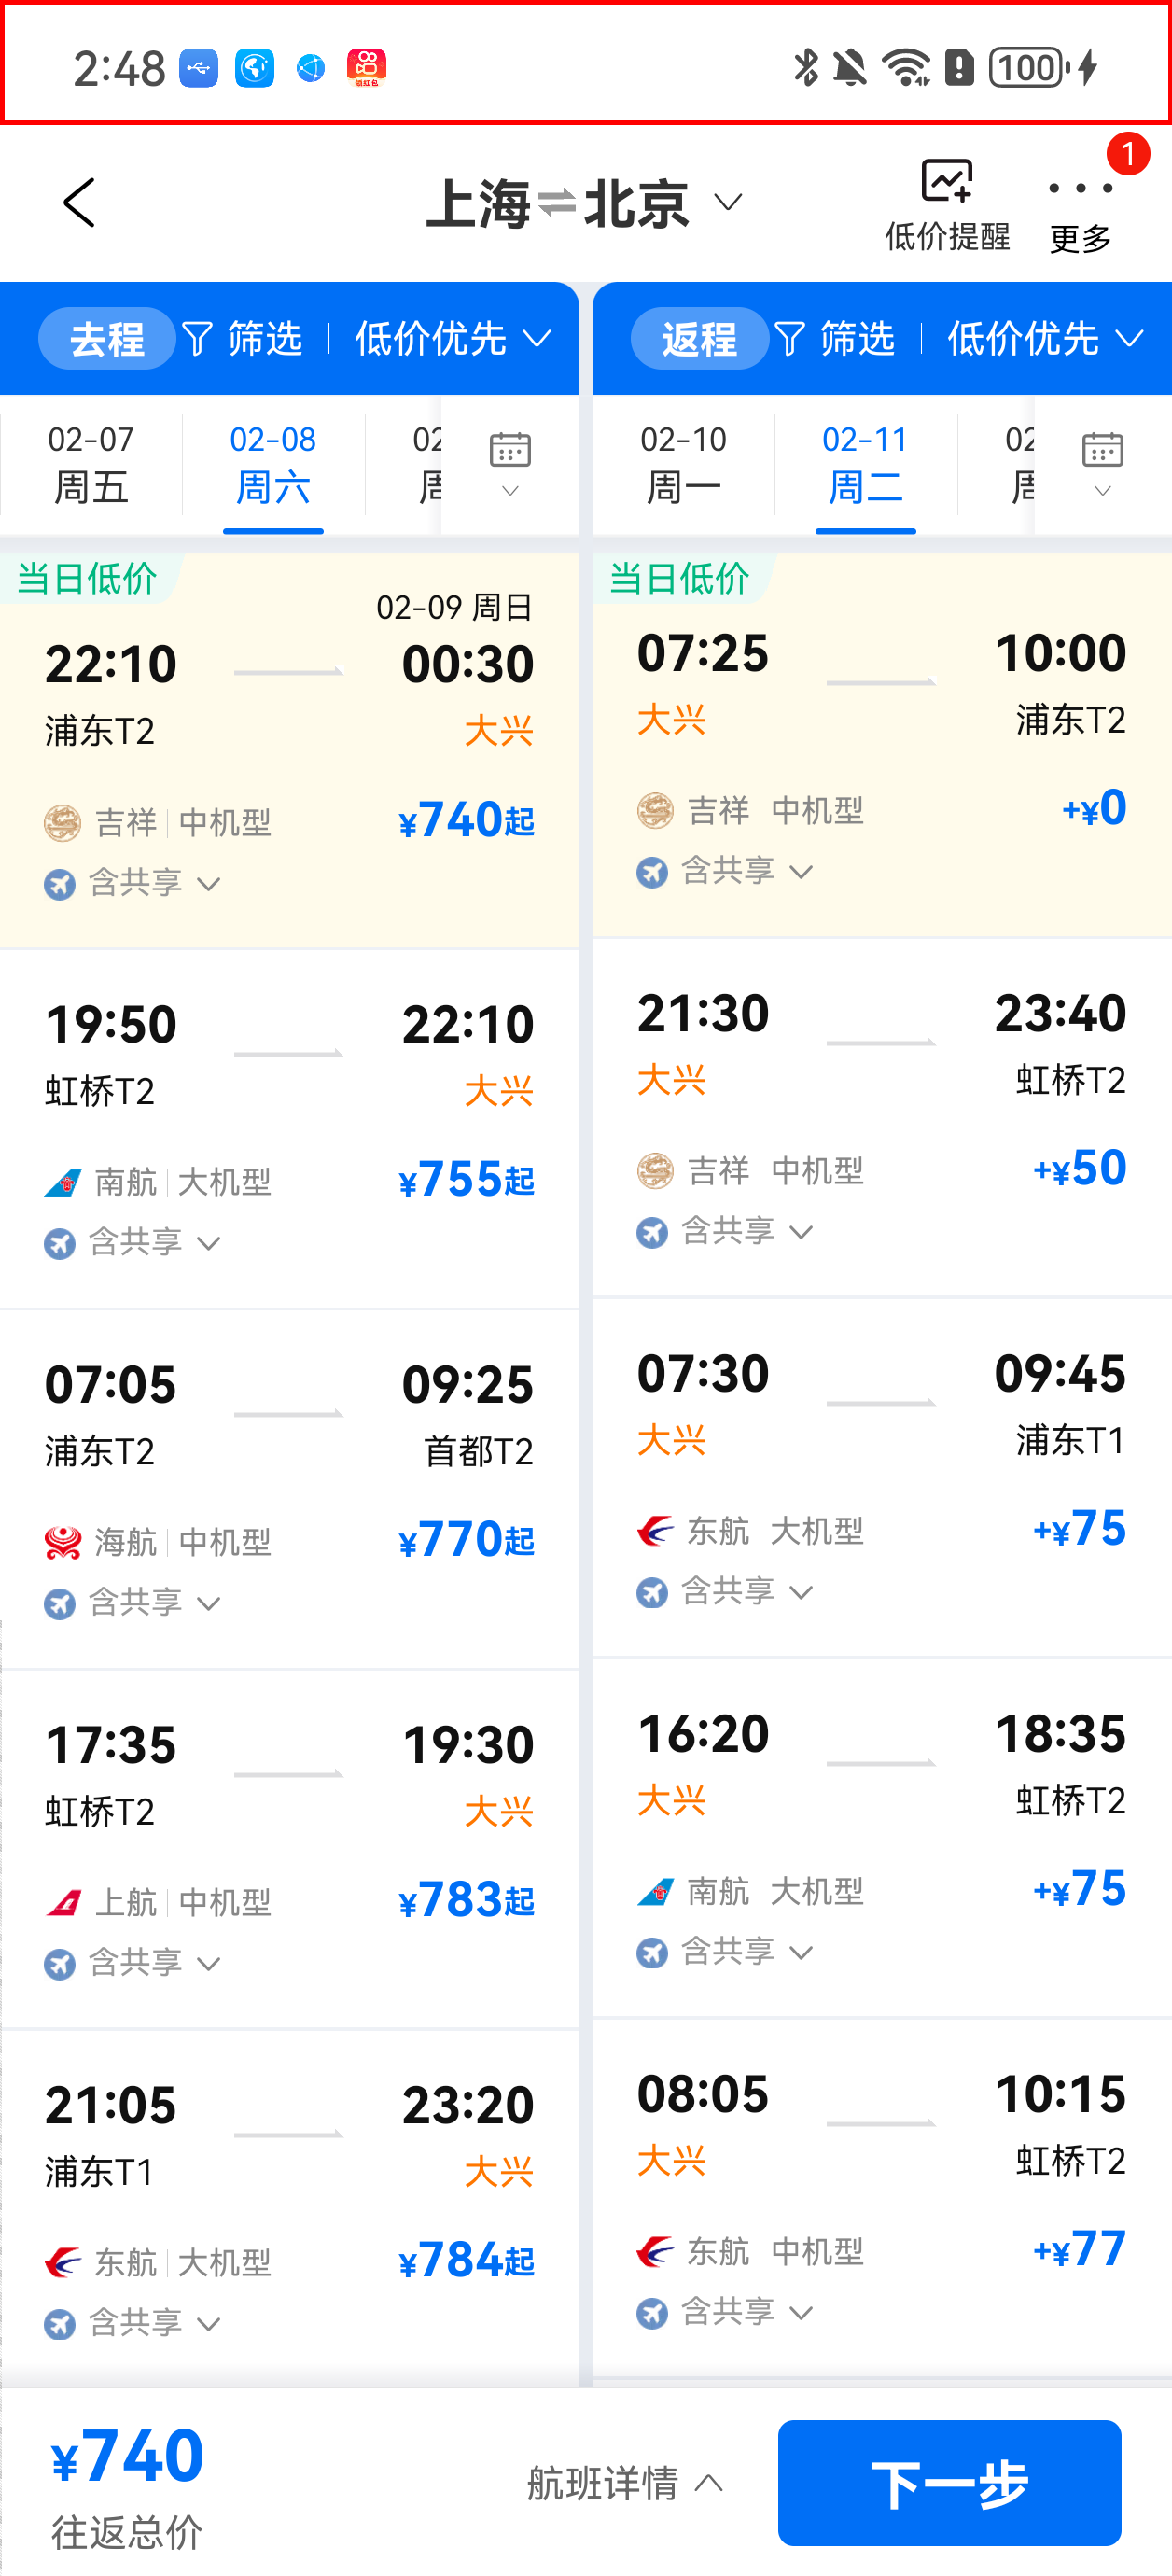 2:48
领红包
100
上海⇌北京
低价提醒
更多
1
去程 筛选 低价优先
返程 筛选 低价优先
02-07
周五
02-08
周六
02-10
周一
02-11
周二
当日低价
02-09 周日
22:10 00:30
浦东T2 大兴
吉祥 中机型 ¥740起
含共享
19:50 22:10
虹桥T2 大兴
南航 大机型 ¥755起
含共享
07:05 09:25
浦东T2 首都T2
海航 中机型 ¥770起
含共享
17:35 19:30
虹桥T2 大兴
上航 中机型 ¥783起
含共享
21:05 23:20
浦东T1 大兴
东航 大机型 ¥784起
含共享
当日低价
07:25 10:00
大兴 浦东T2
吉祥 中机型 +¥0
含共享
21:30 23:40
大兴 虹桥T2
吉祥 中机型 +¥50
含共享
07:30 09:45
大兴 浦东T1
东航 大机型 +¥75
含共享
16:20 18:35
大兴 虹桥T2
南航 大机型 +¥75
含共享
08:05 10:15
大兴 虹桥T2
东航 中机型 +¥77
含共享
¥740
往返总价
航班详情
下一步